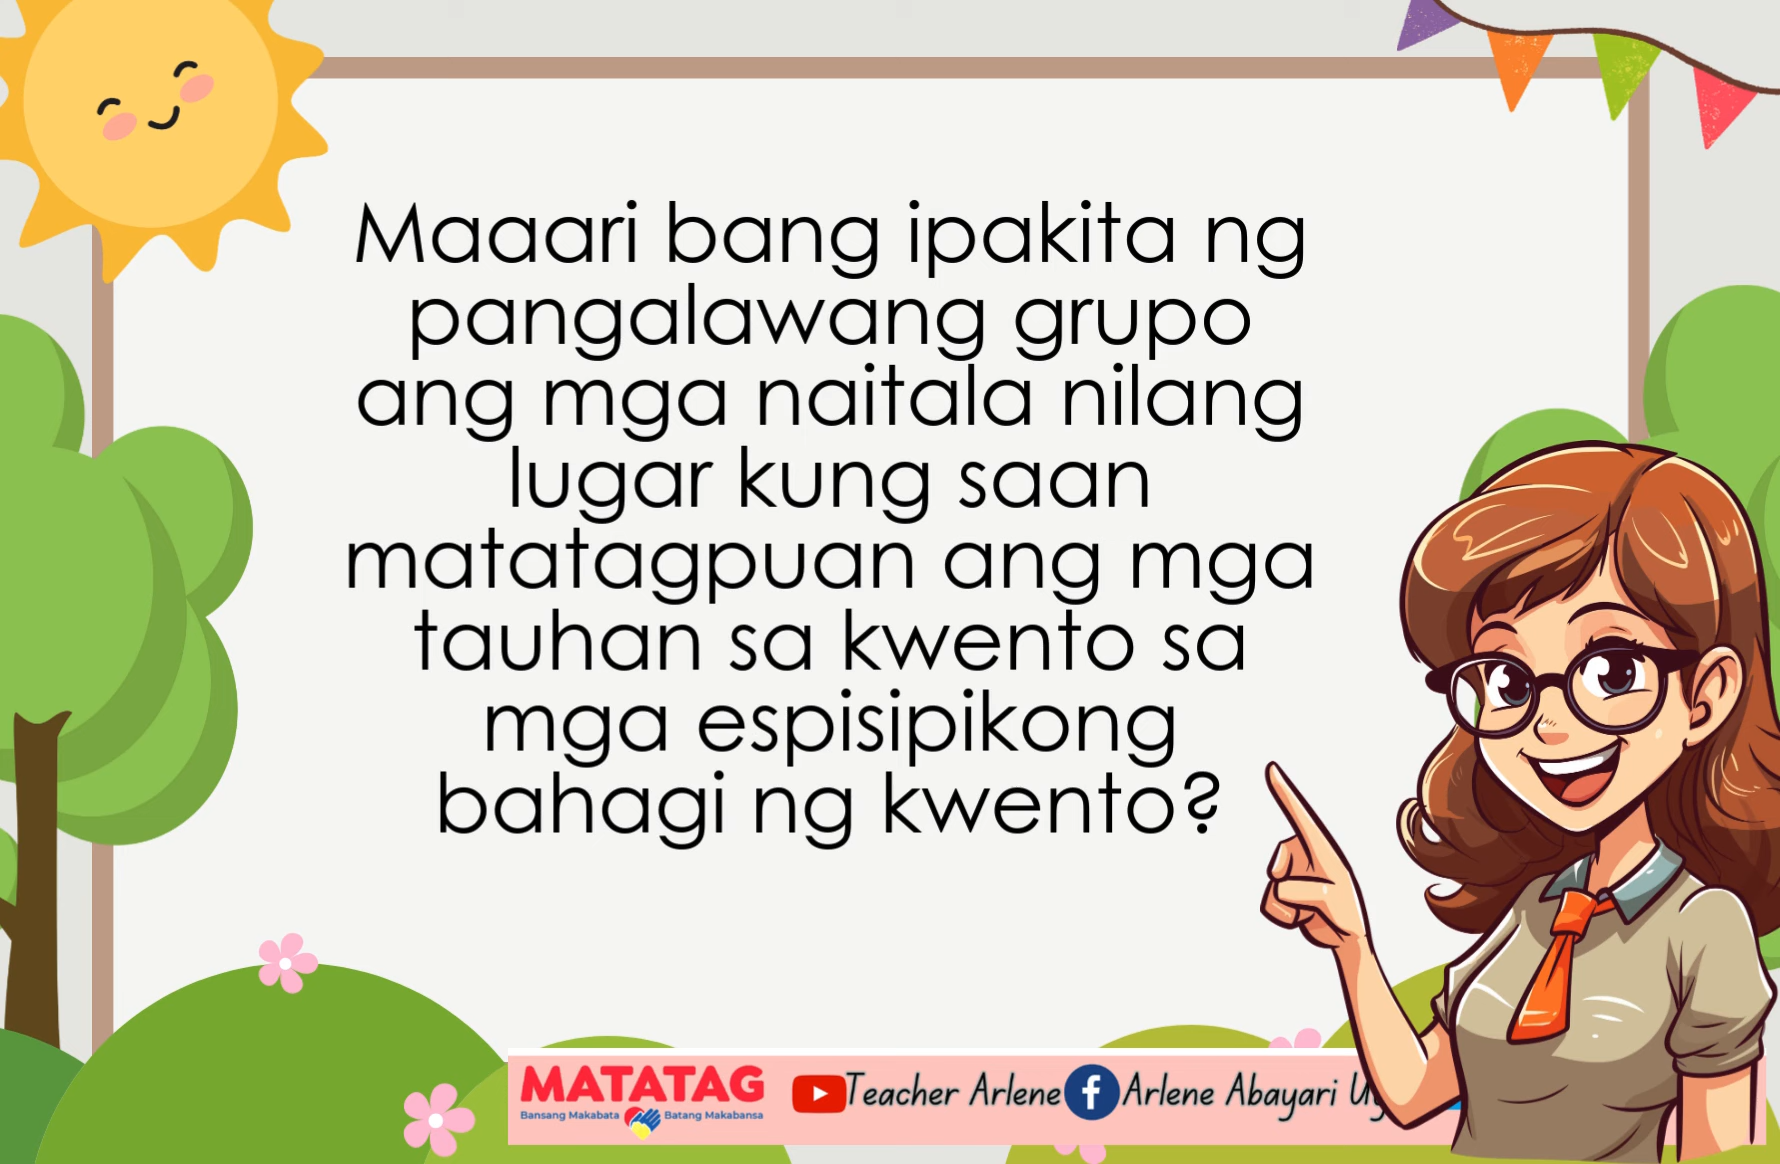 Maaari bang ipakita ng
pangalawang grupo
ang mga naitala nilang
lugar kung saan
matatagpuan ang mga
tauhan sa kwento sa
mga espisipikong
bahagi ng kwento?
MATATAG
Bansang Makabata Batang Makabansa
Teacher Arlene
Arlene Abayari